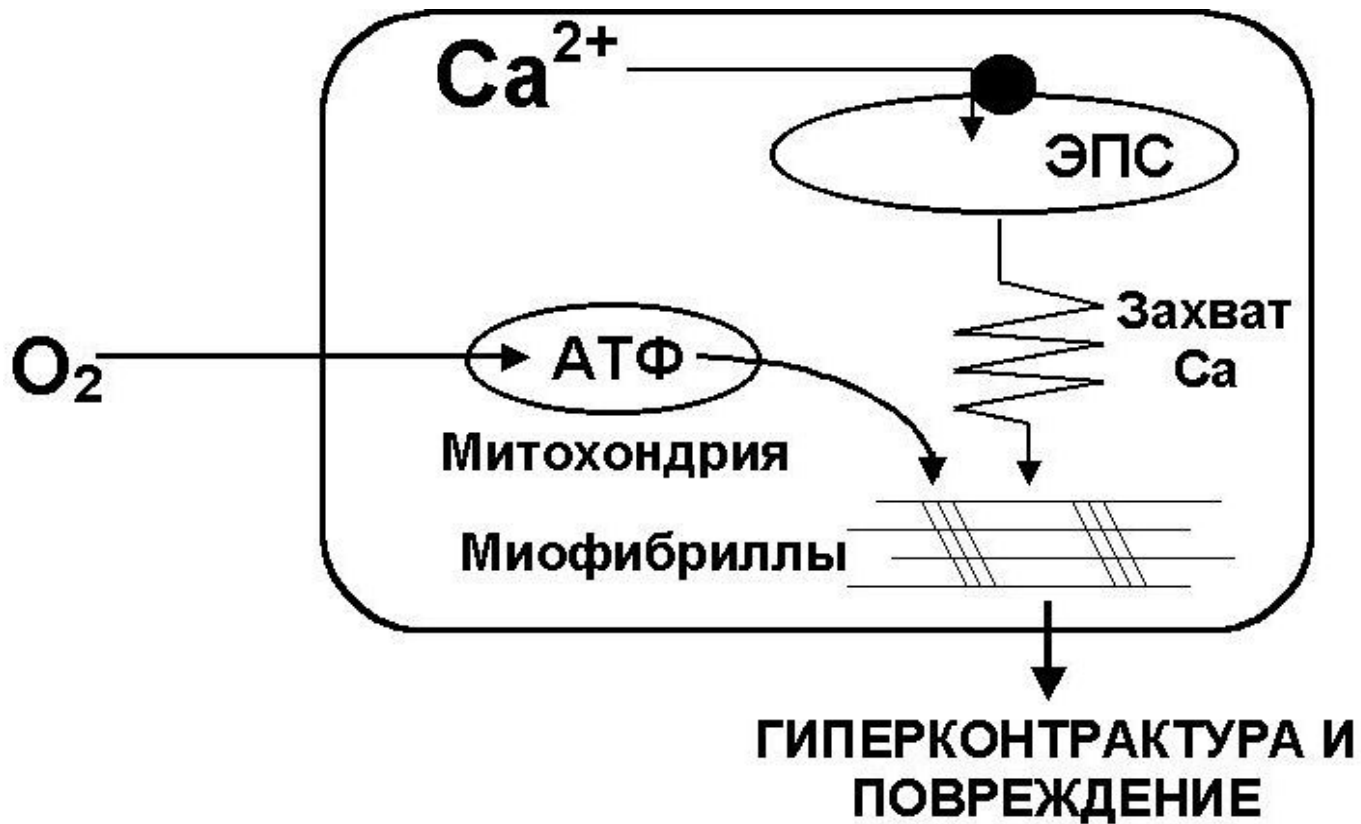 Ca²⁺
ЭПС
Захват
Ca
O₂
АТФ
Митохондрия
Миофибриллы
ГИПЕРКОНТРАКТУРА И
ПОВРЕЖДЕНИЕ